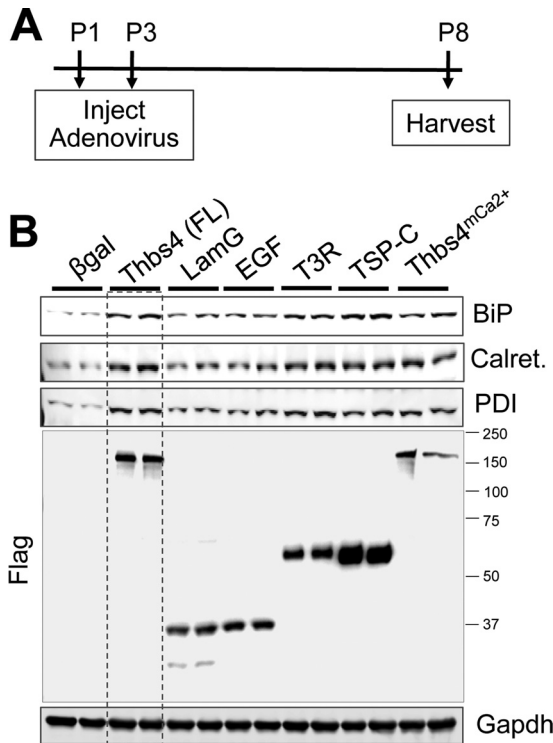 A
P1 P3 P8
Inject
Adenovirus
Harvest
B
βgal Thbs4 (FL) LamG EGF T3R TSP-C Thbs4mCa2+
BiP
Calret.
PDI
Flag
250
150
100
75
50
37
Gapdh